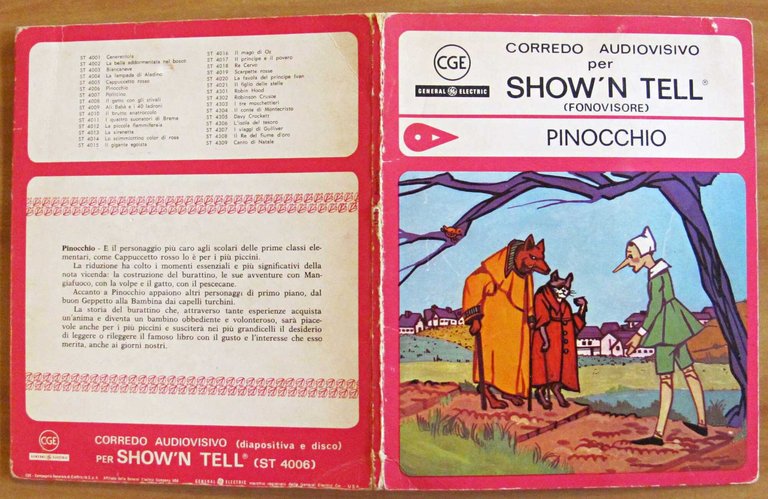 ST 4001 Cenerentola
ST 4002 La bella addormentata nel bosco
ST 4003 Biancaneve
ST 4004 La lampada di Aladino
ST 4005 Cappuccetto rosso
ST 4006 Pinocchio
ST 4007 Pollicino
ST 4008 Il gatto con gli stivali
ST 4009 Alì Babà e i 40 ladroni
ST 4010 Il brutto anatroccolo
ST 4011 I quattro suonatori di Brema
ST 4012 La piccola fiammiferaia
ST 4013 La sirenetta
ST 4014 Lo scimmiottino color di rosa
ST 4015 Il gigante egoista
ST 4016 Il mago di Oz
ST 4017 Il principe e il povero
ST 4018 Re Cervo
ST 4019 Scarpette rosse
ST 4020 La favola del principe Ivan
ST 4021 Il figlio delle stelle
ST 4301 Robin Hood
ST 4302 Robinson Crusoe
ST 4303 I tre moschettieri
ST 4304 Il conte di Montecristo
ST 4305 Davy Crockett
ST 4306 L'isola del tesoro
ST 4307 I viaggi di Gulliver
ST 4308 Il Re del fiume d'oro
ST 4309 Canto di Natale
Pinocchio - È il personaggio più caro agli scolari delle prime classi ele-
mentari, come Cappuccetto rosso lo è per i più piccini.
La riduzione ha colto i momenti essenziali e più significativi della
nota vicenda: la costruzione del burattino, le sue avventure con Man-
giafuoco, con la volpe e il gatto, con il pescecane.
Accanto a Pinocchio appaiono altri personaggi di primo piano, dal
buon Geppetto alla Bambina dai capelli turchini.
La storia del burattino che, attraverso tante esperienze acquista
un'anima e diventa un bambino obbediente e volonteroso, sarà piace-
vole anche per i più piccini e susciterà nei più grandicelli il desiderio
di leggere o rileggere il famoso libro con il gusto e l'interesse che esso
merita, anche ai giorni nostri.
CGE
GENERAL ELECTRIC
CORREDO AUDIOVISIVO (diapositiva e disco)
PER SHOW'N TELL® (ST 4006)
GENERAL ELECTRIC
CGE
GENERAL ELECTRIC
CORREDO AUDIOVISIVO
per
SHOW'N TELL®
(FONOVISORE)
PINOCCHIO